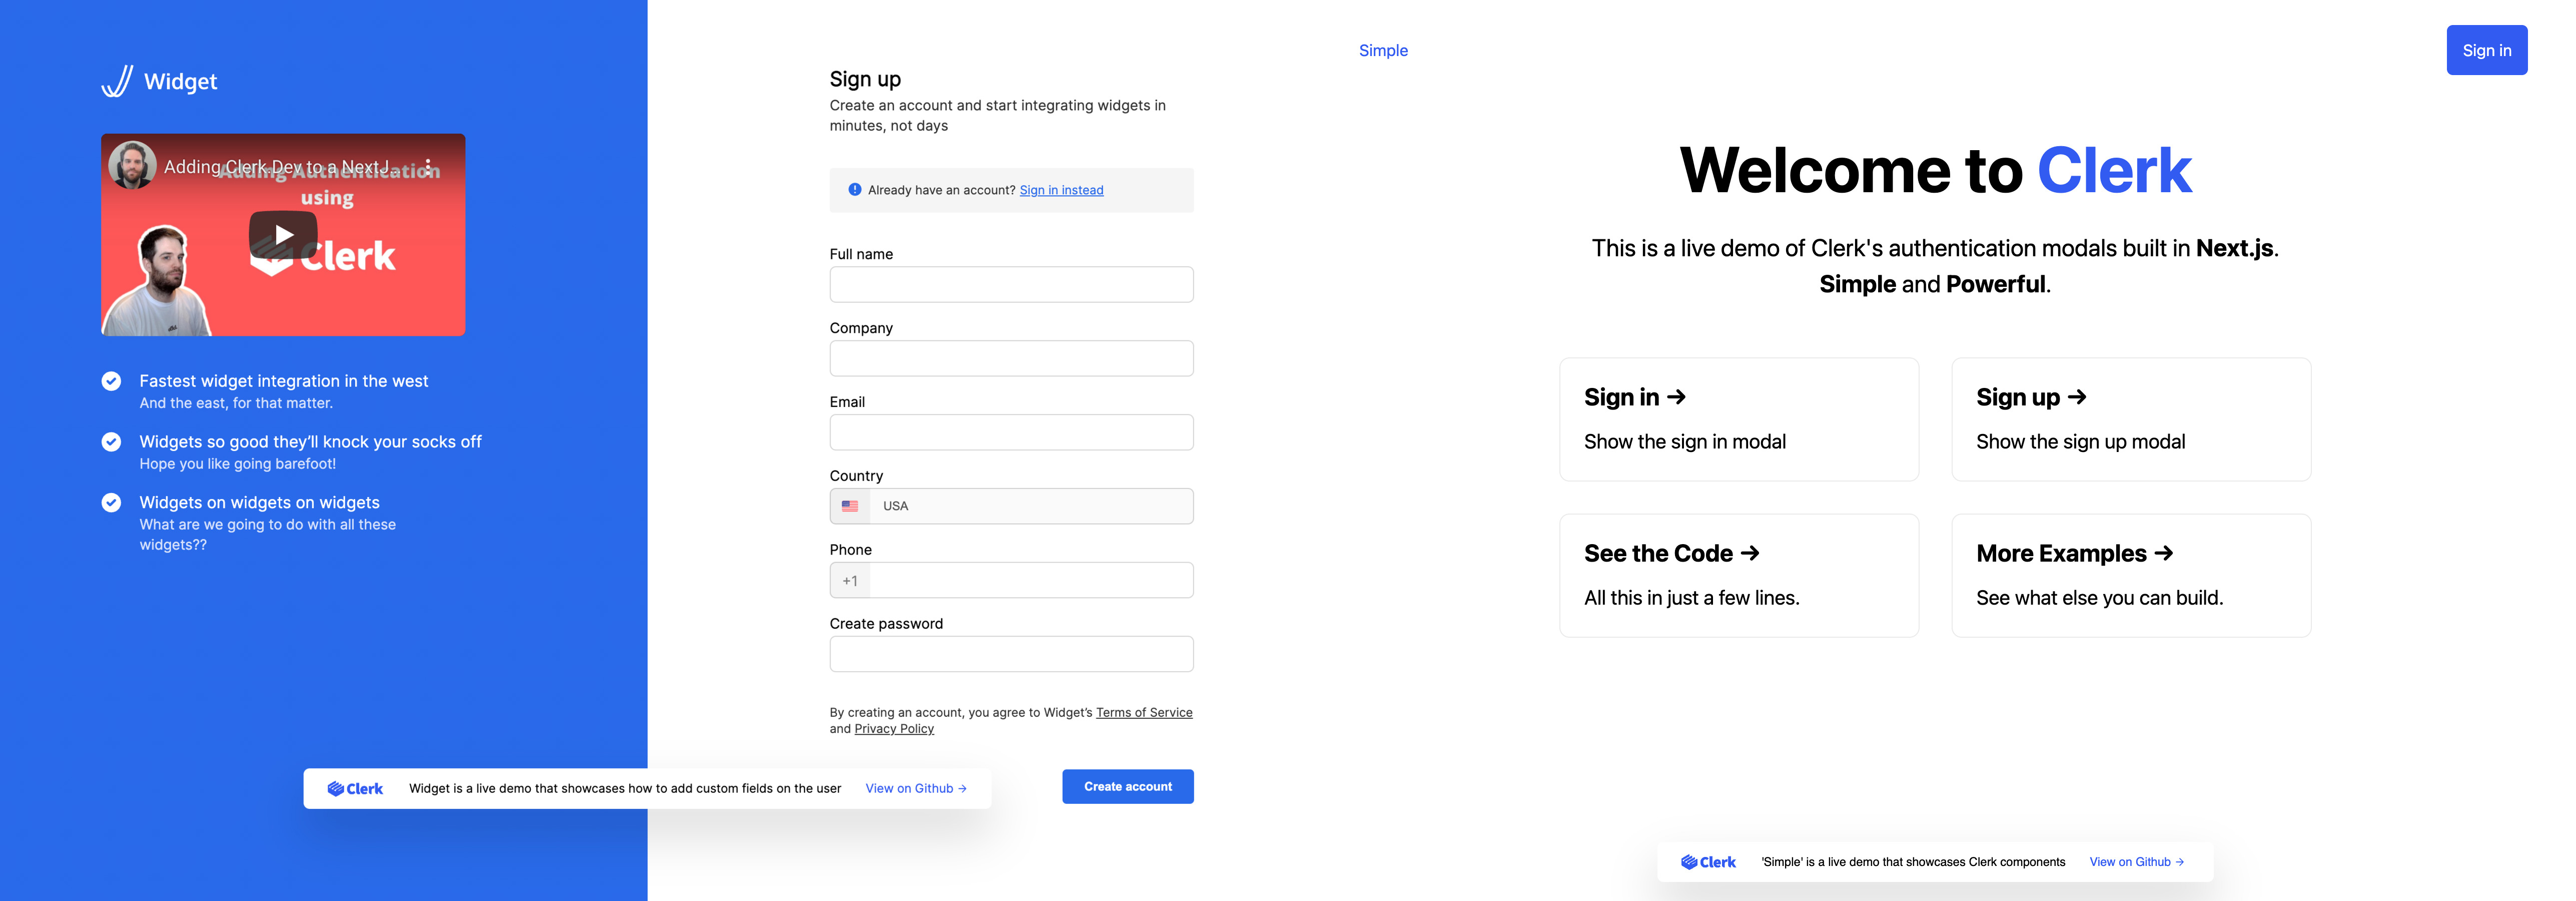 Widget
Adding Clerk.Dev to a NextJ...
Adding Authentication
using
Clerk
Fastest widget integration in the west
And the east, for that matter.
Widgets so good they’ll knock your socks off
Hope you like going barefoot!
Widgets on widgets on widgets
What are we going to do with all these
widgets??
Sign up
Create an account and start integrating widgets in
minutes, not days
Already have an account? Sign in instead
Full name
Company
Email
Country
USA
Phone
+1
Create password
By creating an account, you agree to Widget’s Terms of Service
and Privacy Policy
Create account
Clerk Widget is a live demo that showcases how to add custom fields on the user View on Github →
Simple
Sign in
Welcome to Clerk
This is a live demo of Clerk's authentication modals built in Next.js.
Simple and Powerful.
Sign in →
Show the sign in modal
Sign up →
Show the sign up modal
See the Code →
All this in just a few lines.
More Examples →
See what else you can build.
Clerk 'Simple' is a live demo that showcases Clerk components View on Github →